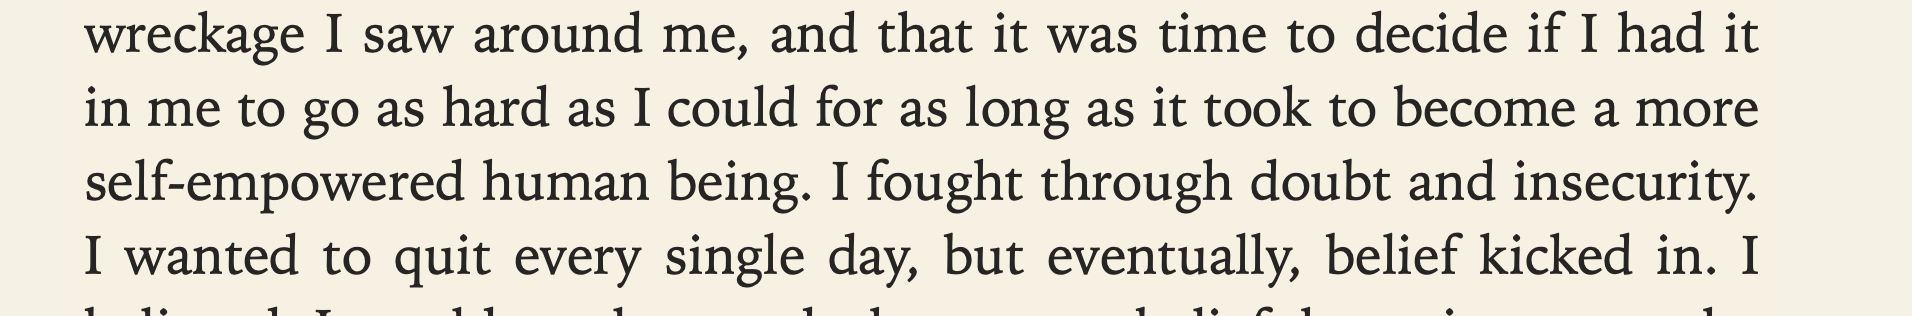 wreckage I saw around me, and that it was time to decide if I had it
in me to go as hard as I could for as long as it took to become a more
self-empowered human being. I fought through doubt and insecurity.
I wanted to quit every single day, but eventually, belief kicked in. I